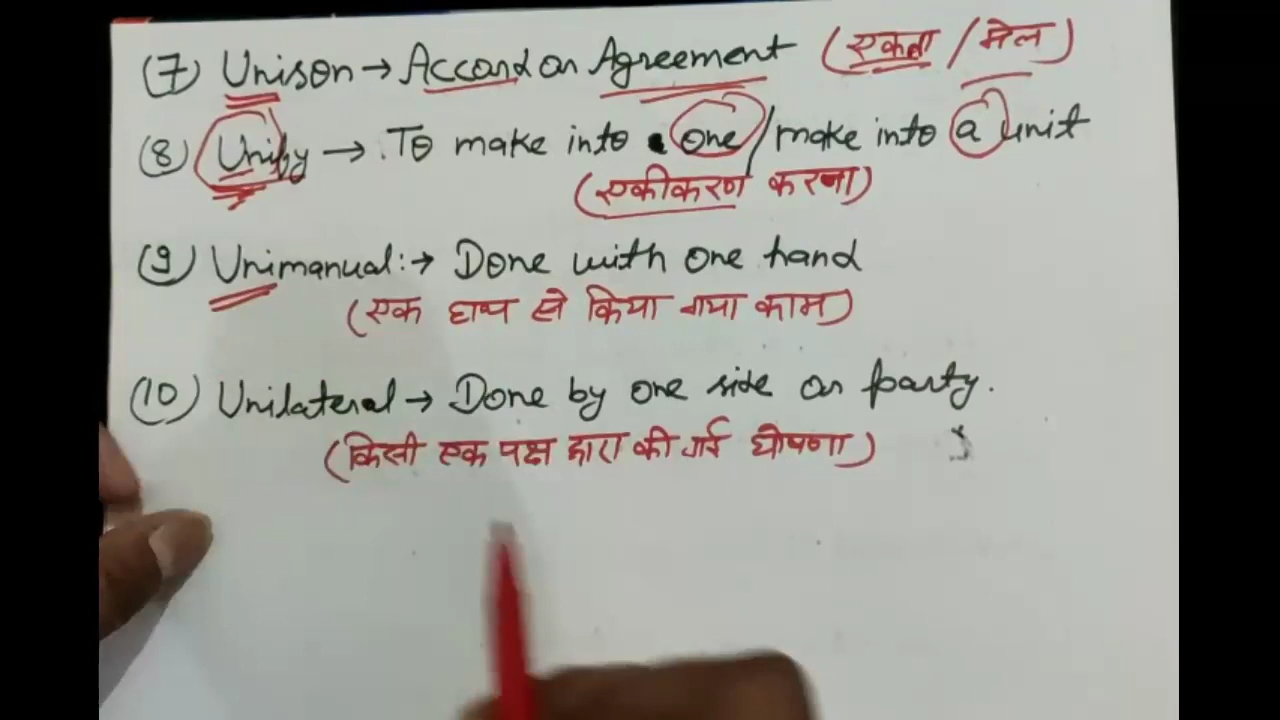 (7) Unison → Accord or Agreement (एकता / मेल)
(8) Unify → To make into one / make into a unit
(एकीकरण करना)
(9) Unimanual :→ Done with one hand
(एक हाथ से किया गया काम)
(10) Unilateral → Done by one side or party.
(किसी एक पक्ष द्वारा की गई घोषणा)